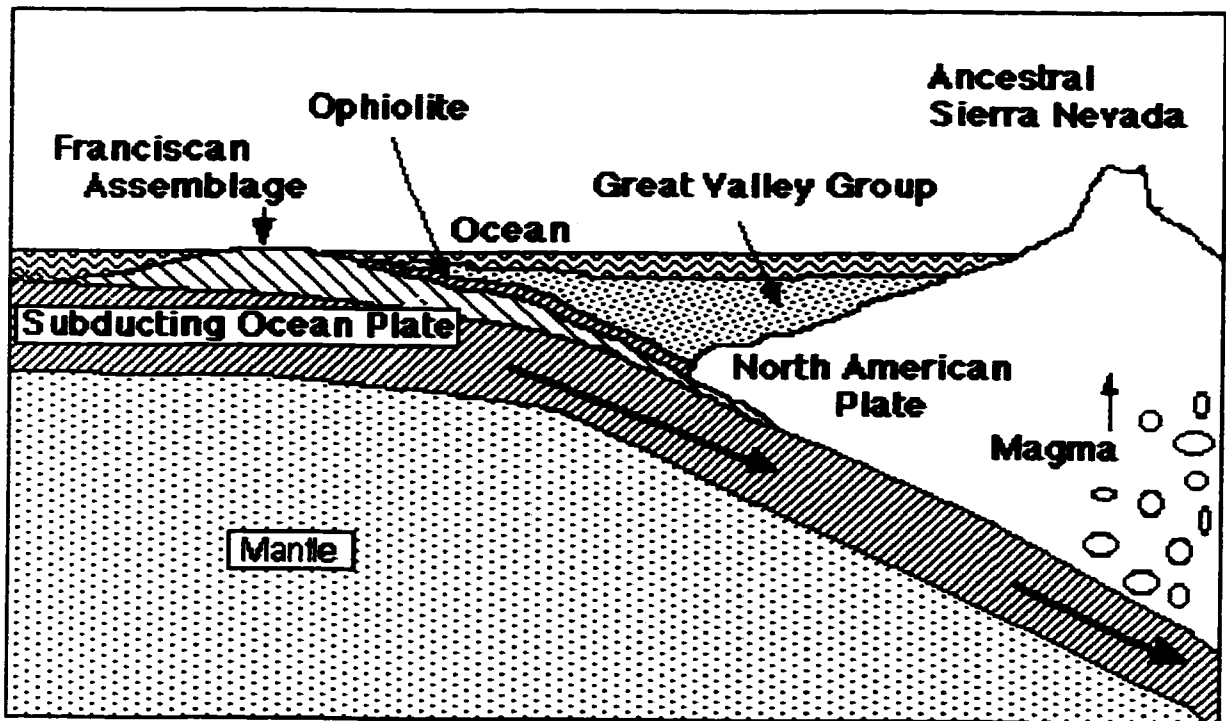 Ancestral
Sierra Nevada
Ophiolite
Franciscan
Assemblage
Great Valley Group
Ocean
Subducting Ocean Plate
North American
Plate
Magma
Mantle